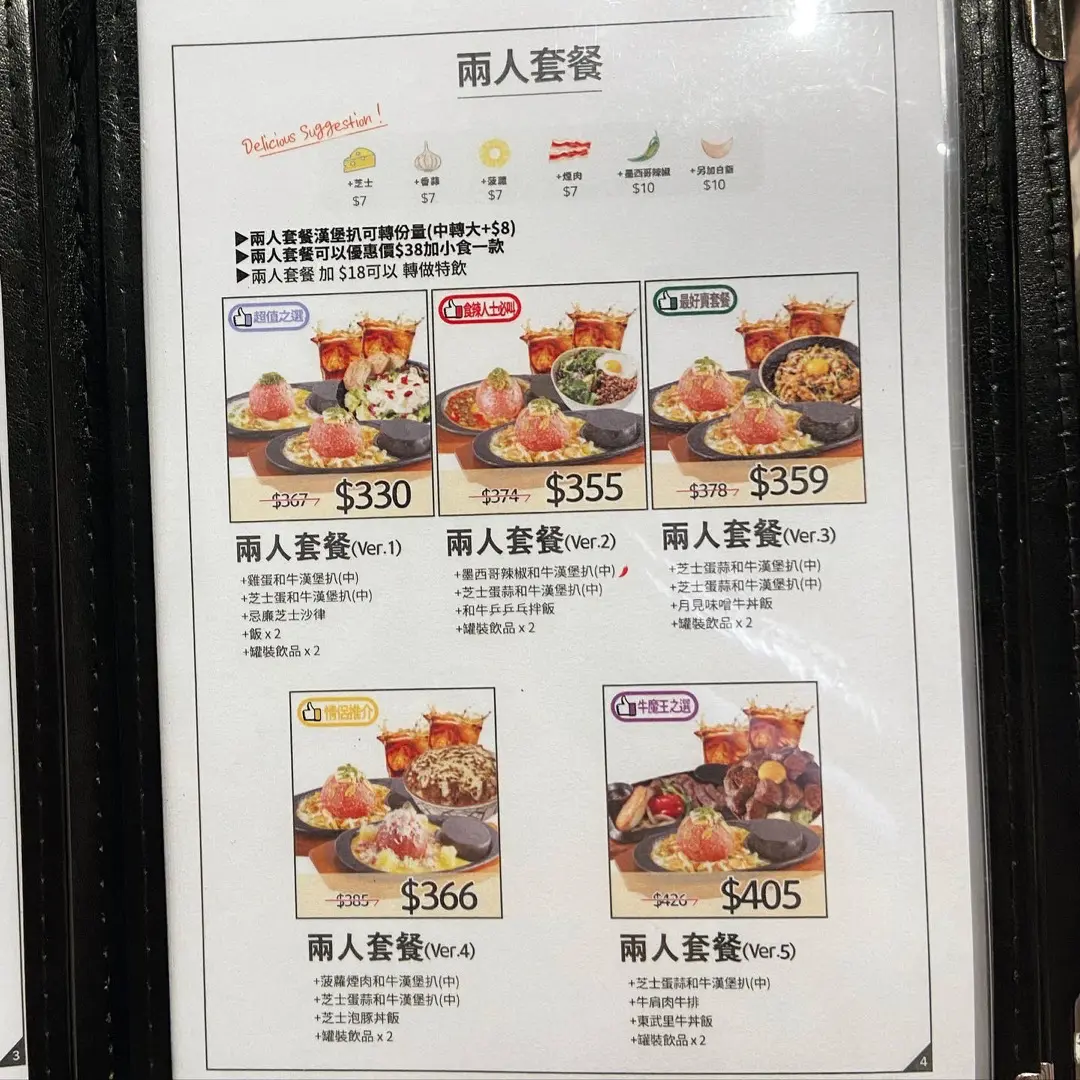 兩人套餐
Delicious Suggestion!
+芝士
$7
+香蒜
$7
+菠蘿
$7
+煙肉
$7
+墨西哥辣椒
$10
+另加白飯
$10
▶兩人套餐漢堡扒可轉份量(中轉大+$8)
▶兩人套餐可以優惠價$38加小食一款
▶兩人套餐 加 $18可以 轉做特飲
超值之選
$367
$330
兩人套餐(Ver.1)
+雞蛋和牛漢堡扒(中)
+芝士蛋和牛漢堡扒(中)
+忌廉芝士沙律
+飯 x 2
+罐裝飲品 x 2
食辣人士必叫
$374
$355
兩人套餐(Ver.2)
+墨西哥辣椒和牛漢堡扒(中)
+芝士蛋蒜和牛漢堡扒(中)
+和牛乒乒乓拌飯
+罐裝飲品 x 2
最好賣套餐
$378
$359
兩人套餐(Ver.3)
+芝士蛋蒜和牛漢堡扒(中)
+芝士蛋蒜和牛漢堡扒(中)
+月見味噌牛丼飯
+罐裝飲品 x 2
情侶推介
$385
$366
兩人套餐(Ver.4)
+菠蘿煙肉和牛漢堡扒(中)
+芝士蛋蒜和牛漢堡扒(中)
+芝士泡豚丼飯
+罐裝飲品 x 2
牛魔王之選
$426
$405
兩人套餐(Ver.5)
+芝士蛋蒜和牛漢堡扒(中)
+牛肩肉牛排
+東武里牛丼飯
+罐裝飲品 x 2
3
4